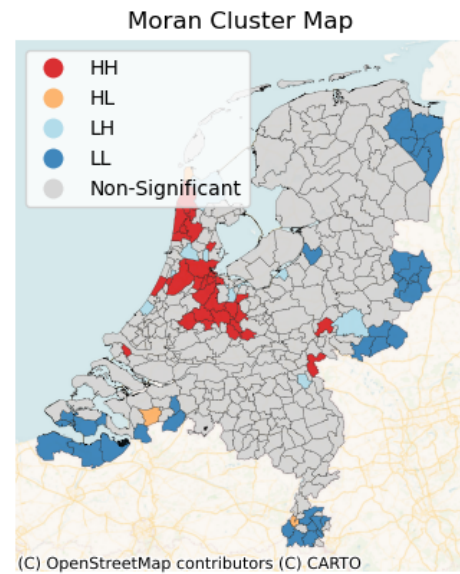 Moran Cluster Map
HH
HL
LH
LL
Non-Significant
(C) OpenStreetMap contributors (C) CARTO